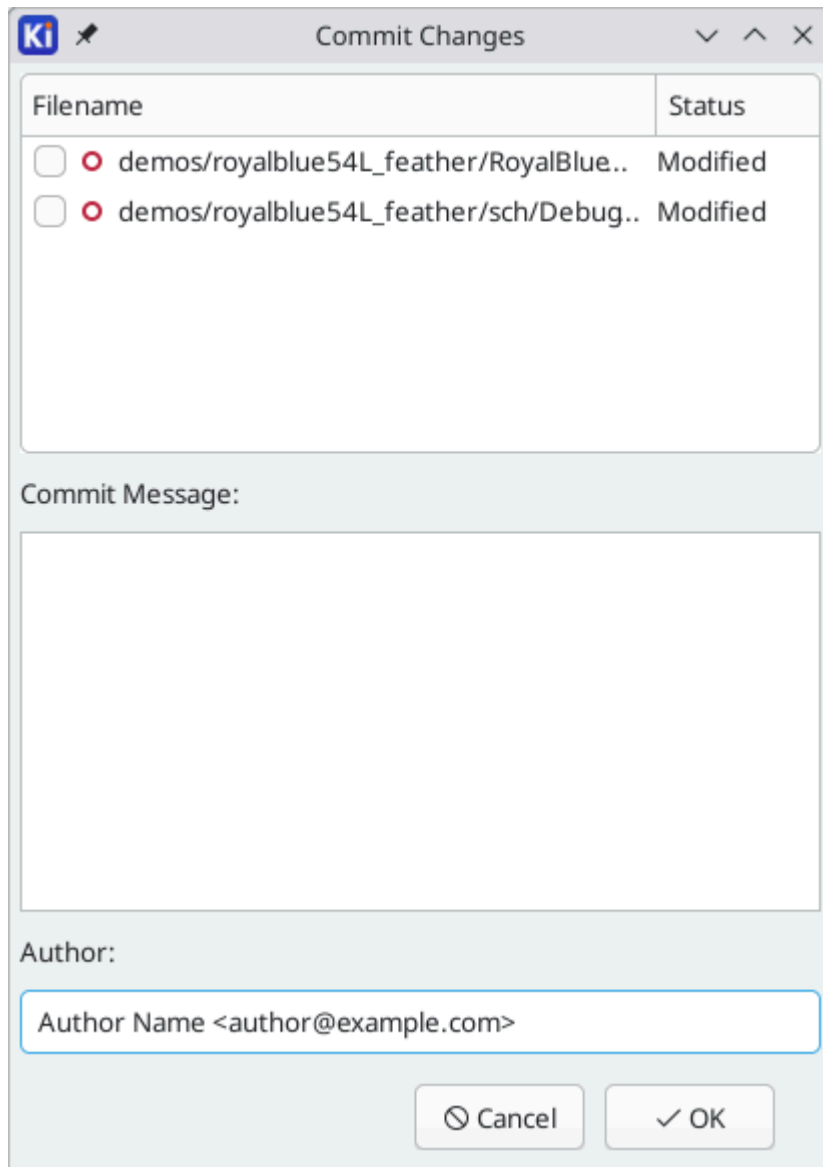 Ki Commit Changes
Filename Status
demos/royalblue54L_feather/RoyalBlue... Modified
demos/royalblue54L_feather/sch/Debug... Modified
Commit Message:
Author:
Author Name <author@example.com>
Cancel OK